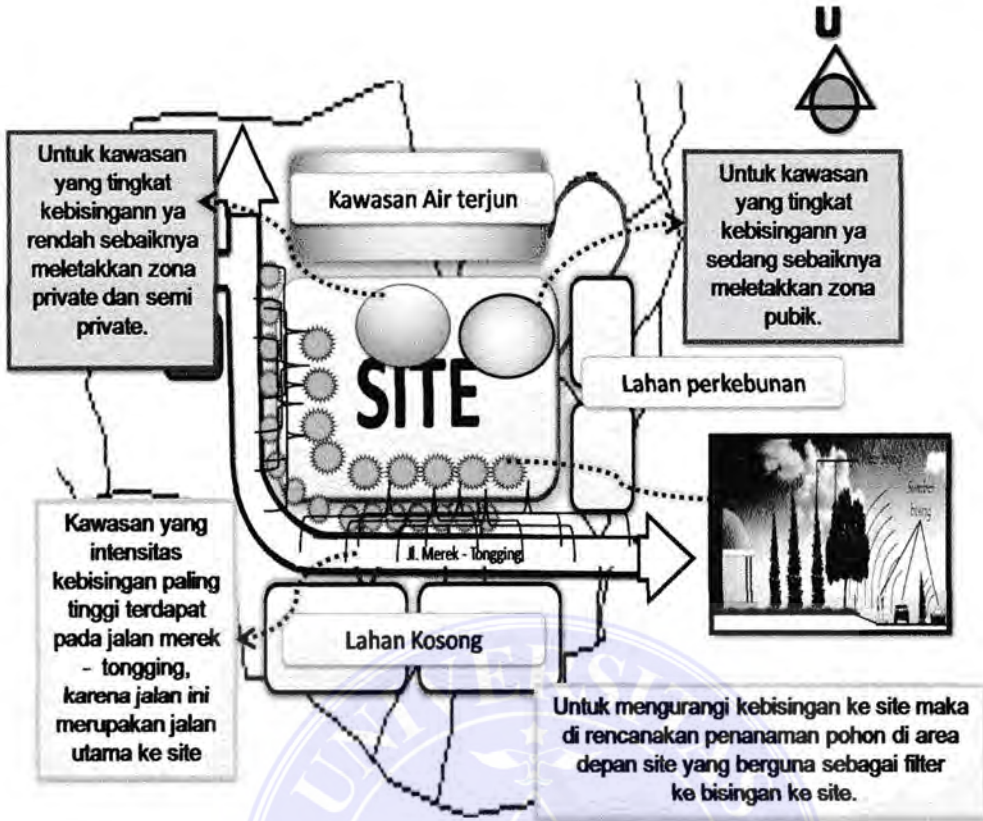 U
Untuk kawasan
yang tingkat
kebisingann ya
rendah sebaiknya
meletakkan zona
private dan semi
private.
Kawasan Air terjun
Untuk kawasan
yang tingkat
kebisingann ya
sedang sebaiknya
meletakkan zona
pubik.
SITE
Lahan perkebunan
Sumber
bising
Kawasan yang
intensitas
kebisingan paling
tinggi terdapat
pada jalan merek
- tongging,
karena jalan ini
merupakan jalan
utama ke site
Jl. Merek - Tongging
Lahan Kosong
Untuk mengurangi kebisingan ke site maka
di rencanakan penanaman pohon di area
depan site yang berguna sebagai filter
ke bisingan ke site.
UNIVERSITAS